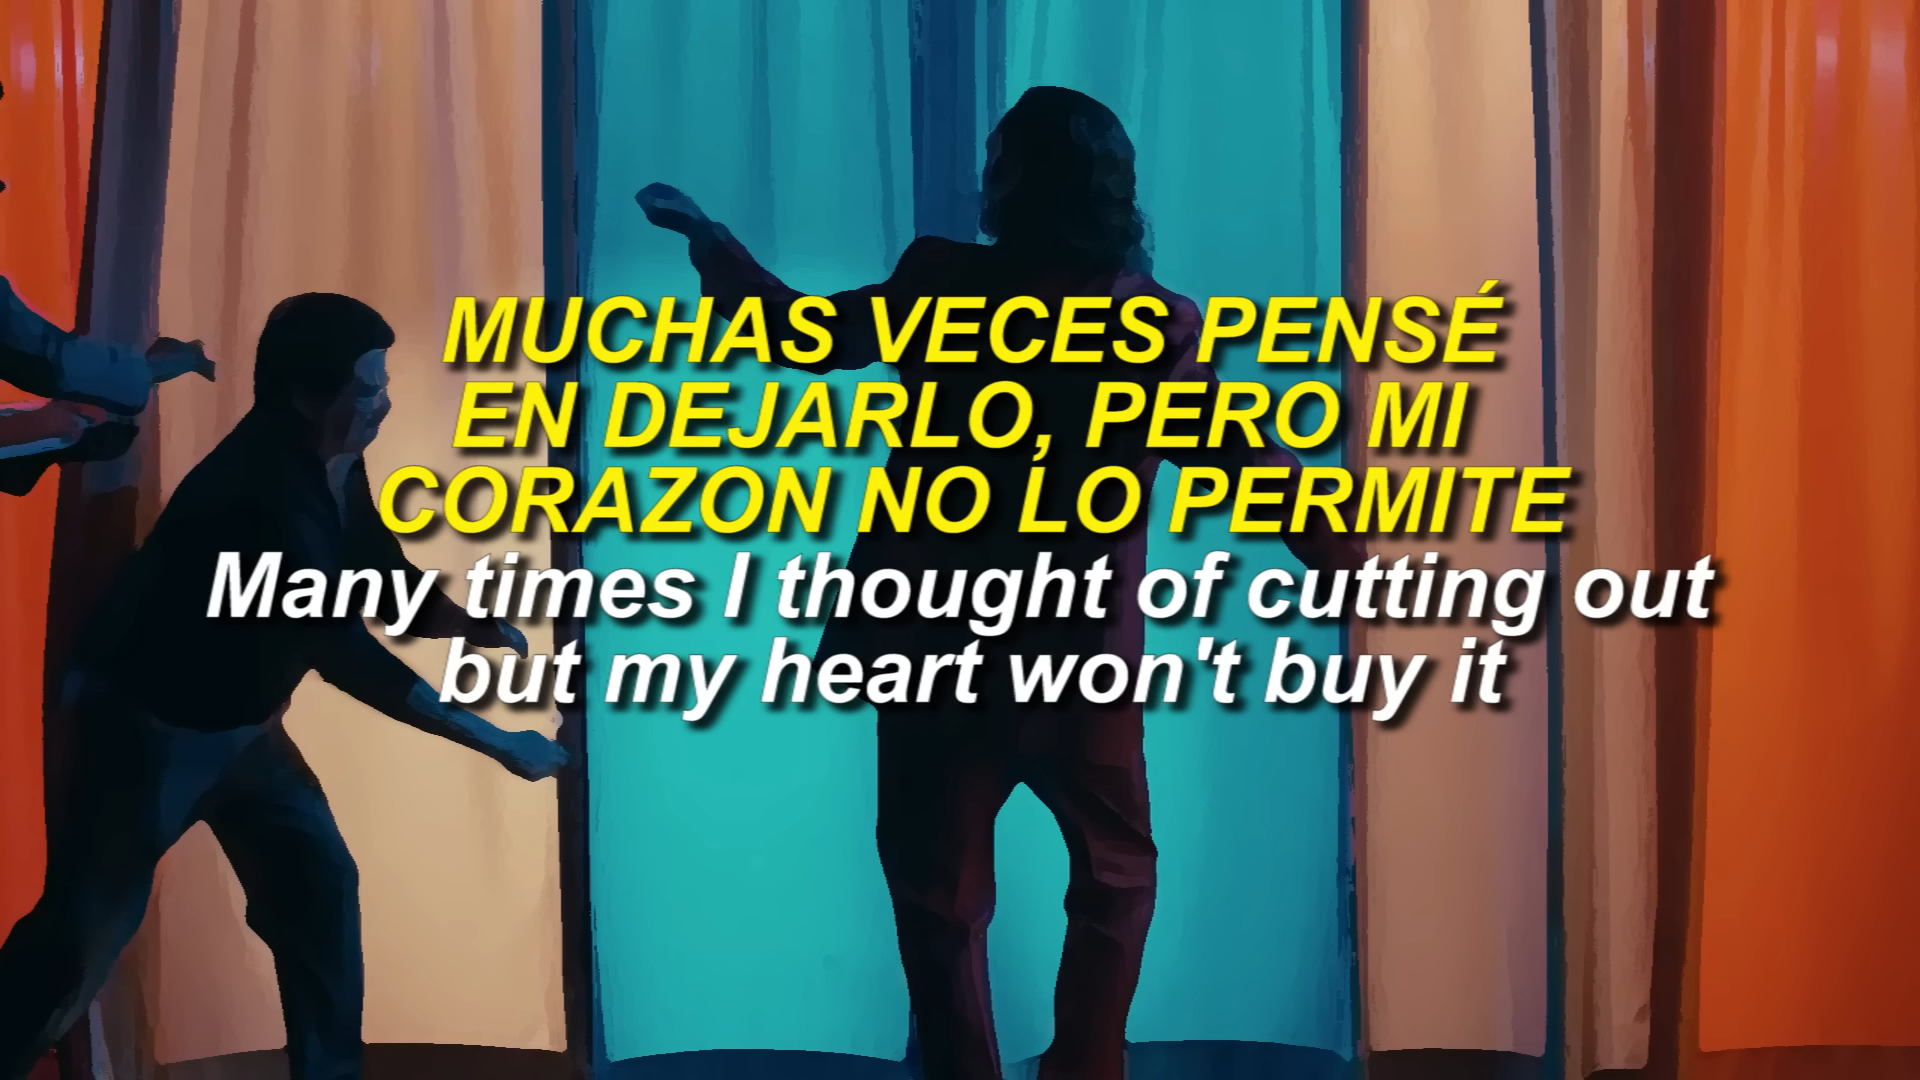 MUCHAS VECES PENSÉ
EN DEJARLO, PERO MI
CORAZON NO LO PERMITE
Many times I thought of cutting out
but my heart won't buy it